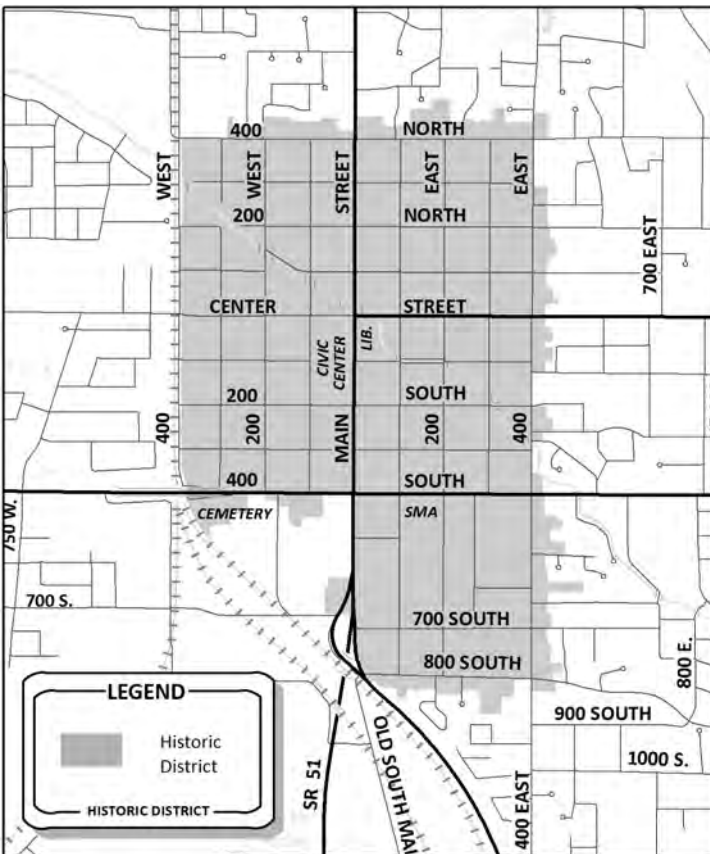 400 NORTH
WEST
WEST
STREET
EAST
EAST
200 NORTH
700 EAST
CENTER STREET
CIVIC
CENTER
LIB.
200 SOUTH
400
200
MAIN
200
400
400 SOUTH
CEMETERY
SMA
750 W.
700 S.
700 SOUTH
800 SOUTH
800 E.
900 SOUTH
1000 S.
SR 51
OLD SOUTH MAI
400 EAST
LEGEND
Historic
District
HISTORIC DISTRICT